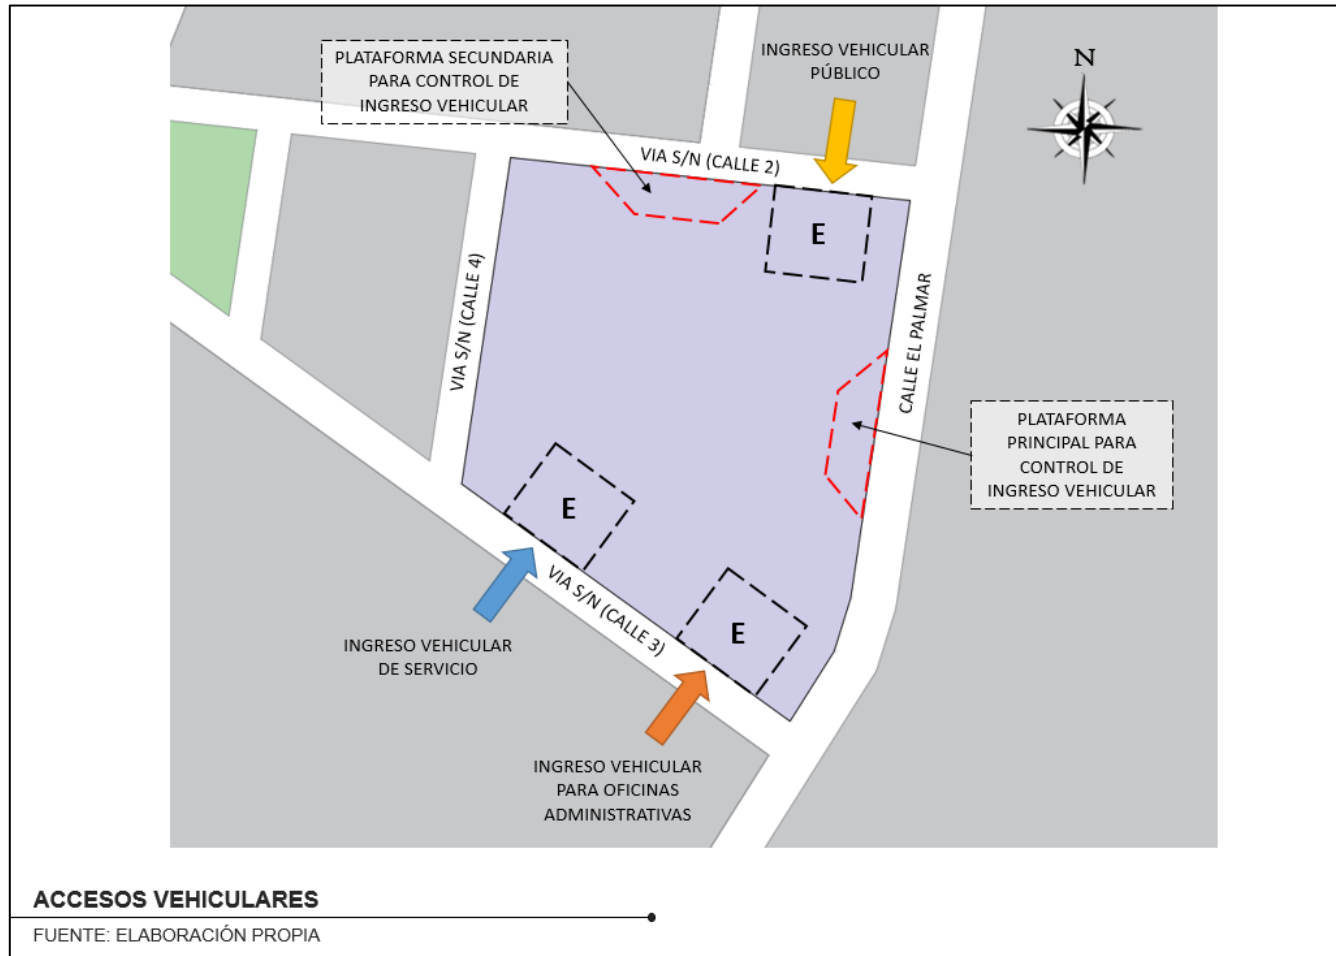 PLATAFORMA SECUNDARIA
PARA CONTROL DE
INGRESO VEHICULAR
INGRESO VEHICULAR
PÚBLICO
N
VIA S/N (CALLE 2)
E
VIA S/N (CALLE 4)
CALLE EL PALMAR
PLATAFORMA
PRINCIPAL PARA
CONTROL DE
INGRESO VEHICULAR
E
VIA S/N (CALLE 3)
E
INGRESO VEHICULAR
DE SERVICIO
INGRESO VEHICULAR
PARA OFICINAS
ADMINISTRATIVAS
ACCESOS VEHICULARES
FUENTE: ELABORACIÓN PROPIA